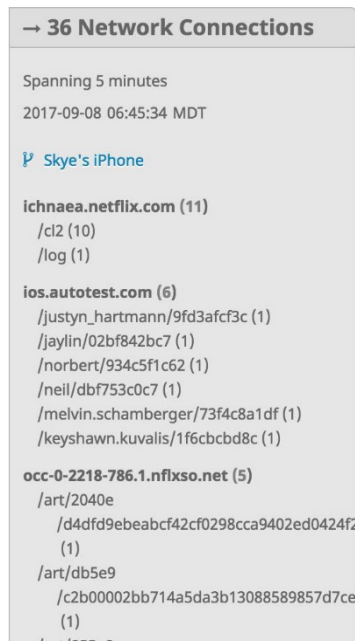 → 36 Network Connections
Spanning 5 minutes
2017-09-08 06:45:34 MDT
Skye's iPhone
ichnaea.netflix.com (11)
/cl2 (10)
/log (1)
ios.autotest.com (6)
/justyn_hartmann/9fd3afcf3c (1)
/jaylin/02bf842bc7 (1)
/norbert/934c5f1c62 (1)
/neil/dbf753c0c7 (1)
/melvin.schamberger/73f4c8a1df (1)
/keyshawn.kuvalis/1f6cbcbd8c (1)
occ-0-2218-786.1.nflxso.net (5)
/art/2040e
/d4dfd9ebeabcf42cf0298cca9402ed0424f2
(1)
/art/db5e9
/c2b00002bb714a5da3b13088589857d7ce
(1)